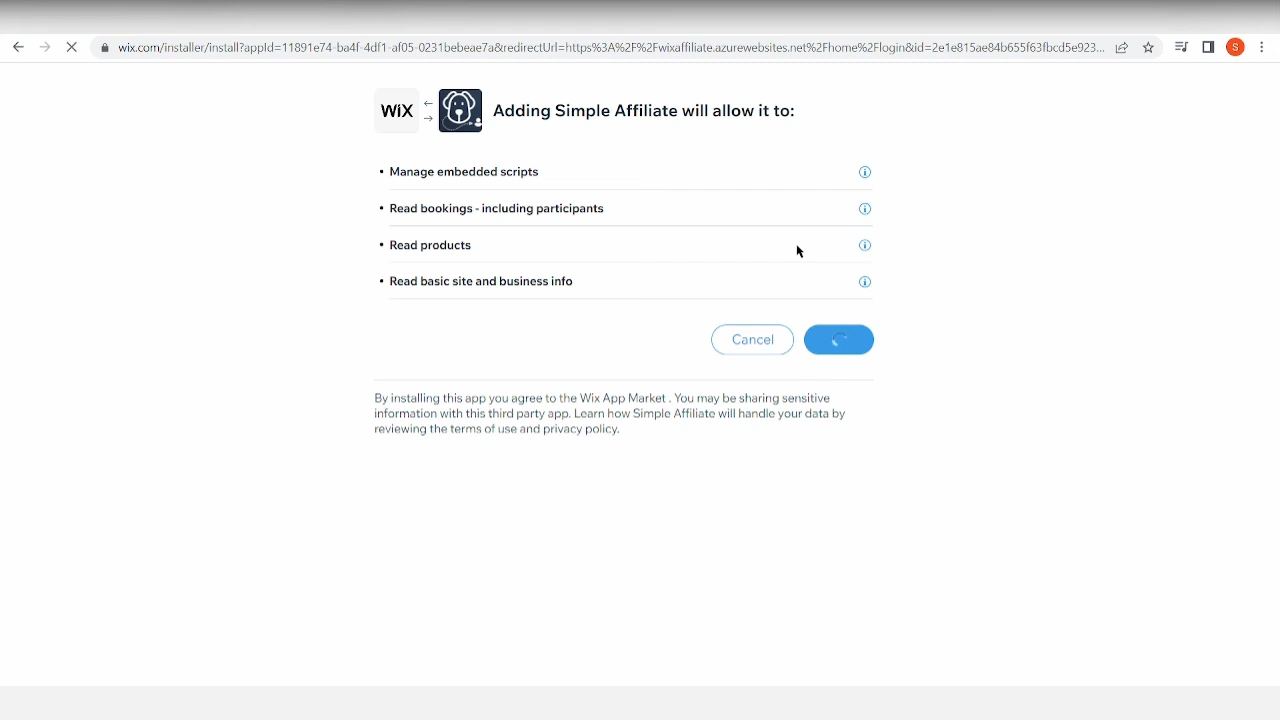 wix.com/installer/install?appId=11891e74-ba4f-4df1-af05-0231bebeae7a&redirectUrl=https%3A%2F%2Fwixaffiliate.azurewebsites.net%2Fhome%2Flogin&id=2e1e815ae84b655f63fbcd5e923...
S
WIX
Adding Simple Affiliate will allow it to:
• Manage embedded scripts
• Read bookings - including participants
• Read products
• Read basic site and business info
Cancel
By installing this app you agree to the Wix App Market . You may be sharing sensitive
information with this third party app. Learn how Simple Affiliate will handle your data by
reviewing the terms of use and privacy policy.